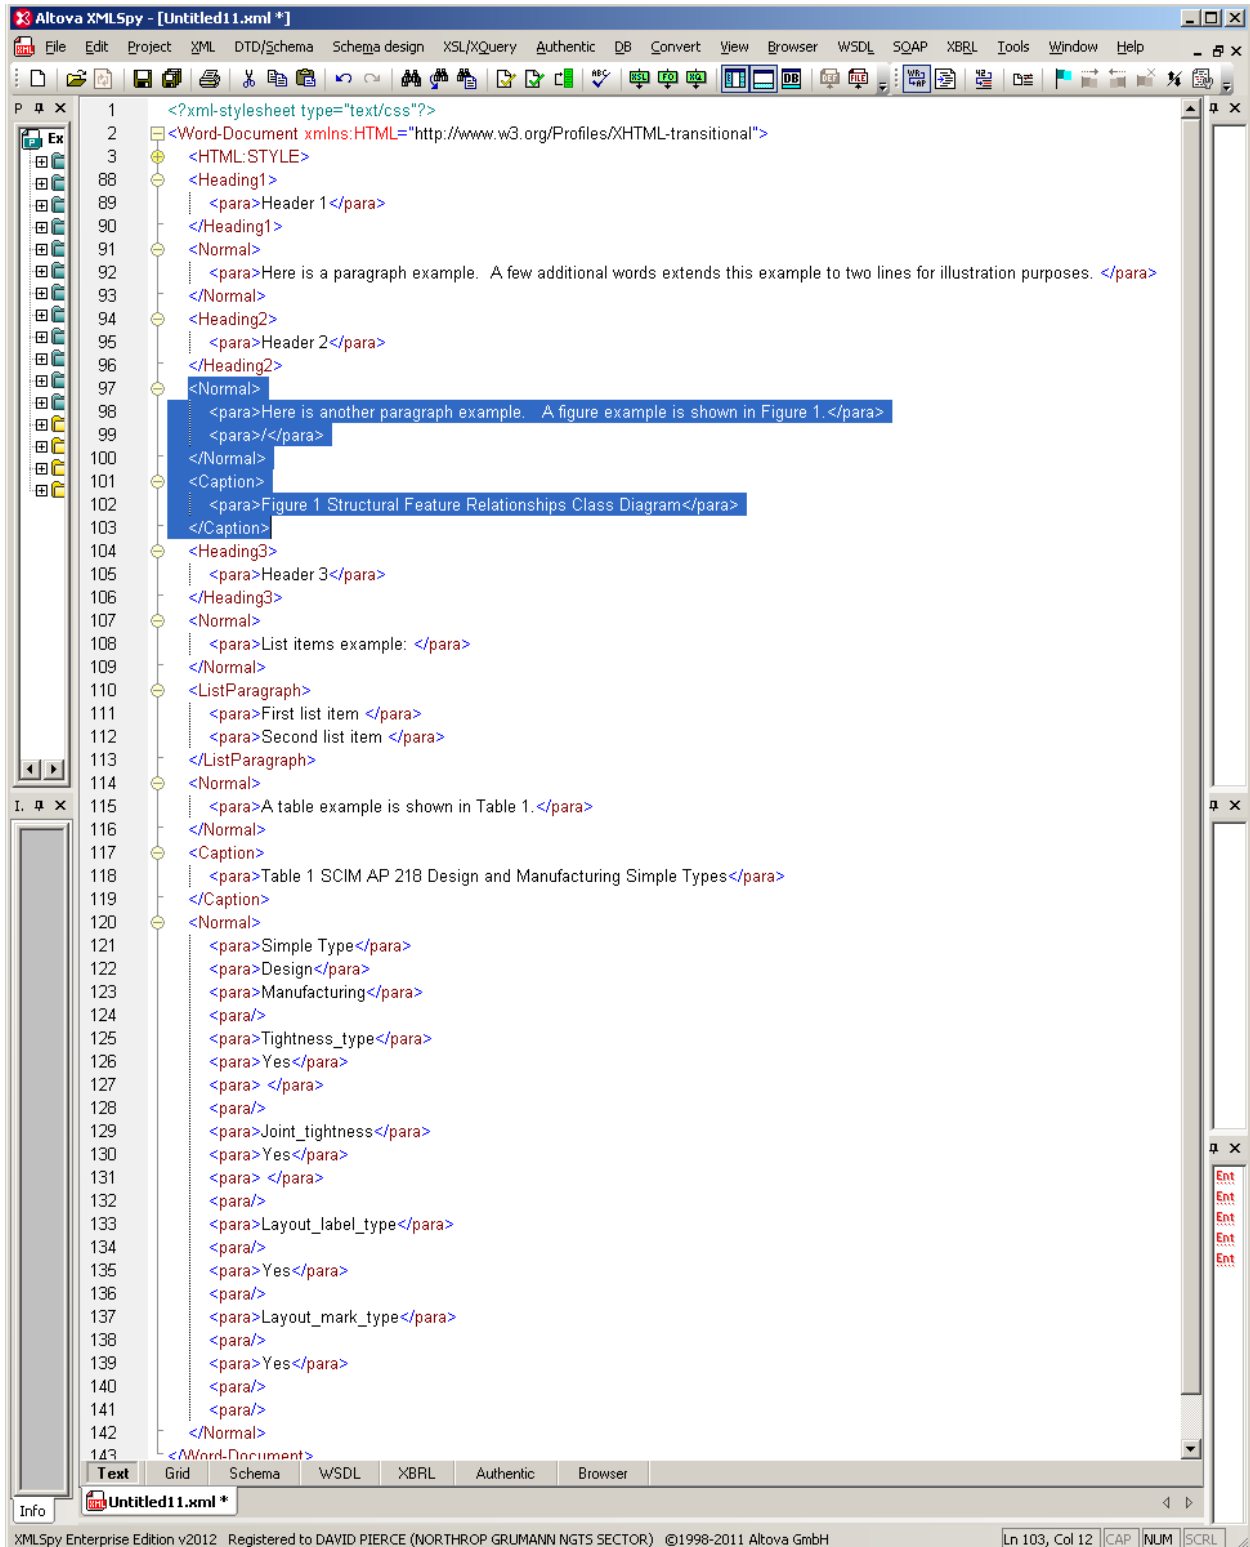 Altova XMLSpy - [Untitled11.xml *]
File Edit Project XML DTD/Schema Schema design XSL/XQuery Authentic DB Convert View Browser WSDL SOAP XBRL Tools Window Help
P
Ex
1 <?xml-stylesheet type="text/css"?>
2 <Word-Document xmlns:HTML="http://www.w3.org/Profiles/XHTML-transitional">
3 <HTML:STYLE>
88 <Heading1>
89 <para>Header 1</para>
90 </Heading1>
91 <Normal>
92 <para>Here is a paragraph example.  A few additional words extends this example to two lines for illustration purposes. </para>
93 </Normal>
94 <Heading2>
95 <para>Header 2</para>
96 </Heading2>
97 <Normal>
98 <para>Here is another paragraph example.   A figure example is shown in Figure 1.</para>
99 <para>/</para>
100 </Normal>
101 <Caption>
102 <para>Figure 1 Structural Feature Relationships Class Diagram</para>
103 </Caption>
104 <Heading3>
105 <para>Header 3</para>
106 </Heading3>
107 <Normal>
108 <para>List items example: </para>
109 </Normal>
110 <ListParagraph>
111 <para>First list item </para>
112 <para>Second list item </para>
113 </ListParagraph>
114 <Normal>
115 <para>A table example is shown in Table 1.</para>
116 </Normal>
117 <Caption>
118 <para>Table 1 SCIM AP 218 Design and Manufacturing Simple Types</para>
119 </Caption>
120 <Normal>
121 <para>Simple Type</para>
122 <para>Design</para>
123 <para>Manufacturing</para>
124 <para/>
125 <para>Tightness_type</para>
126 <para>Yes</para>
127 <para> </para>
128 <para/>
129 <para>Joint_tightness</para>
130 <para>Yes</para>
131 <para> </para>
132 <para/>
133 <para>Layout_label_type</para>
134 <para/>
135 <para>Yes</para>
136 <para/>
137 <para>Layout_mark_type</para>
138 <para/>
139 <para>Yes</para>
140 <para/>
141 <para/>
142 </Normal>
143 </Word-Document>
I.
Ent
Ent
Ent
Ent
Ent
Text Grid Schema WSDL XBRL Authentic Browser
Info
Untitled11.xml *
XMLSpy Enterprise Edition v2012 Registered to DAVID PIERCE (NORTHROP GRUMANN NGTS SECTOR) ©1998-2011 Altova GmbH Ln 103, Col 12 CAP NUM SCRL